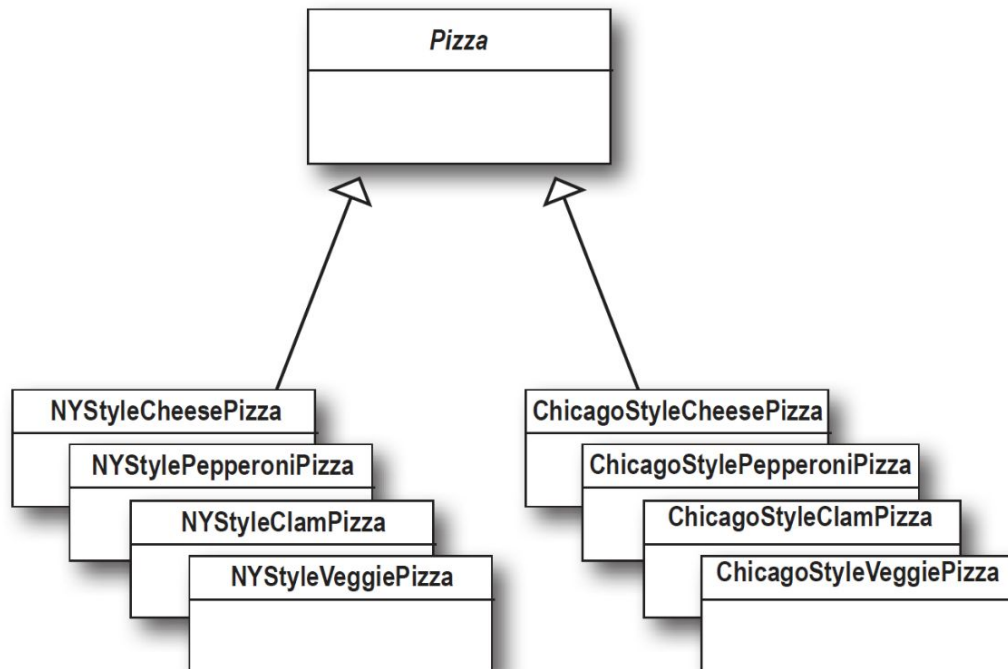 Pizza
NYStyleCheesePizza
NYStylePepperoniPizza
NYStyleClamPizza
NYStyleVeggiePizza
ChicagoStyleCheesePizza
ChicagoStylePepperoniPizza
ChicagoStyleClamPizza
ChicagoStyleVeggiePizza